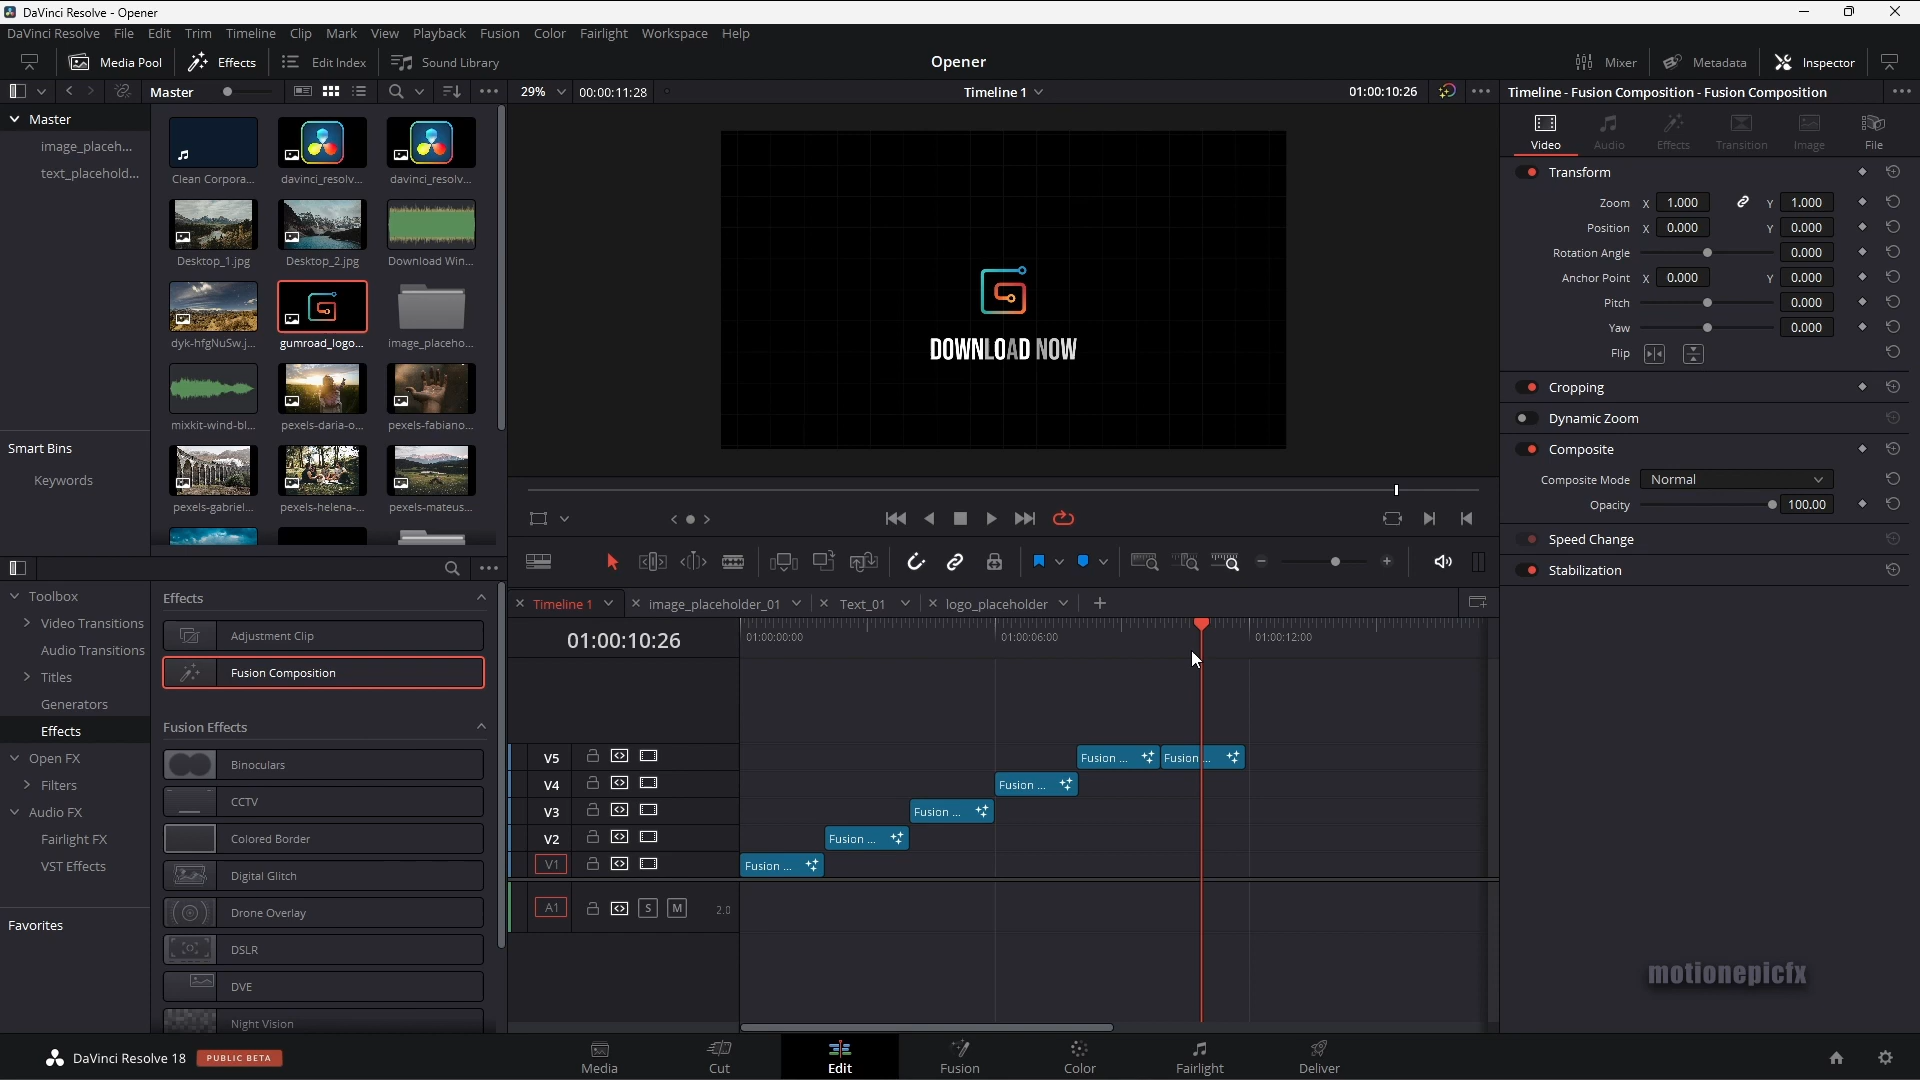 DaVinci Resolve - Opener
DaVinci Resolve File Edit Trim Timeline Clip Mark View Playback Fusion Color Fairlight Workspace Help
Media Pool Effects Edit Index Sound Library Opener Mixer Metadata Inspector
Master 29% 00:00:11:28 Timeline 1 01:00:10:26 Timeline - Fusion Composition - Fusion Composition
Master
image_placeh...
text_placehold...
Smart Bins
Keywords
Clean Corpora... davinci_resolv... davinci_resolv...
Desktop_1.jpg Desktop_2.jpg Download Win...
dyk-hfgNuSw.j... gumroad_logo... image_placeho...
mixkit-wind-bl... pexels-daria-o... pexels-fabiano...
pexels-gabriel... pexels-helena-... pexels-mateus...
DOWNLOAD NOW
Video Audio Effects Transition Image File
Transform
Zoom X 1.000 Y 1.000
Position X 0.000 Y 0.000
Rotation Angle 0.000
Anchor Point X 0.000 Y 0.000
Pitch 0.000
Yaw 0.000
Flip
Cropping
Dynamic Zoom
Composite
Composite Mode Normal
Opacity 100.00
Speed Change
Stabilization
Toolbox
Video Transitions
Audio Transitions
Titles
Generators
Effects
Open FX
Filters
Audio FX
Fairlight FX
VST Effects
Favorites
Effects
Adjustment Clip
Fusion Composition
Fusion Effects
Binoculars
CCTV
Colored Border
Digital Glitch
Drone Overlay
DSLR
DVE
Night Vision
Timeline 1 image_placeholder_01 Text_01 logo_placeholder
01:00:10:26 01:00:00:00 01:00:06:00 01:00:12:00
V5 Fusion ... Fusion ...
V4 Fusion ...
V3 Fusion ...
V2 Fusion ...
V1 Fusion ...
A1 S M 2.0
motionepicfx
DaVinci Resolve 18 PUBLIC BETA
Media Cut Edit Fusion Color Fairlight Deliver